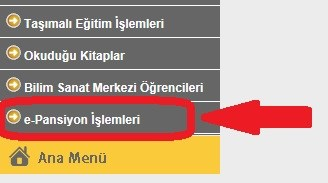 Taşımalı Eğitim İşlemleri
Okuduğu Kitaplar
Bilim Sanat Merkezi Öğrencileri
e-Pansiyon İşlemleri
Ana Menü